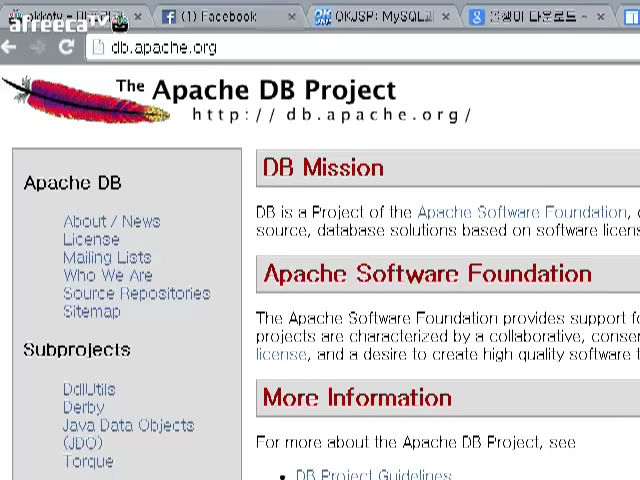 afreecaTV
(1) Facebook
OKJSP: MySQL
다운로드 -
db.apache.org
The Apache DB Project
http://db.apache.org/
Apache DB
About / News
License
Mailing Lists
Who We Are
Source Repositories
Sitemap
Subprojects
DdlUtils
Derby
Java Data Objects
(JDO)
Torque
DB Mission
DB is a Project of the Apache Software Foundation,
source, database solutions based on software
Apache Software Foundation
The Apache Software Foundation provides support
projects are characterized by a collaborative,
license, and a desire to create high quality software
More Information
For more about the Apache DB Project, see
DB Project Guidelines